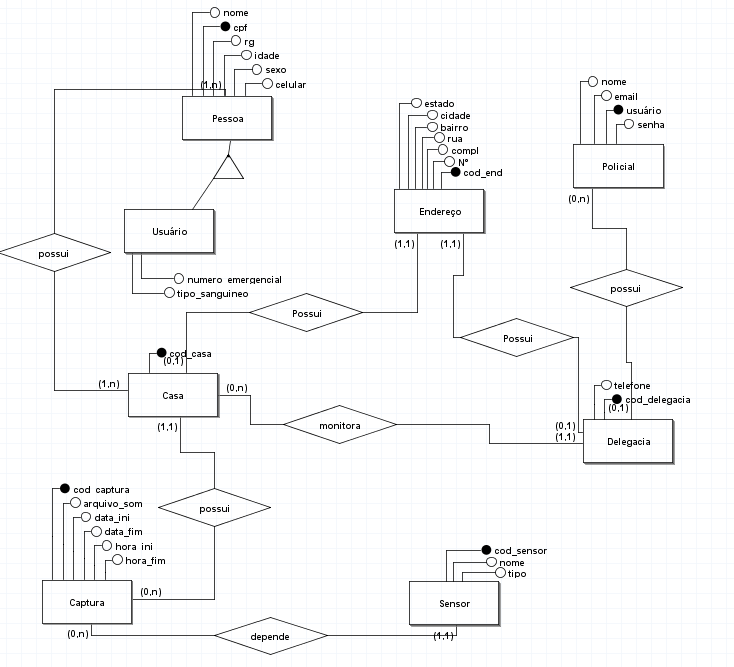 nome
cpf
rg
idade
sexo
celular
(1,n)
Pessoa
nome
email
usuário
senha
Policial
(0,n)
estado
cidade
bairro
rua
compl
Nº
cod_end
Endereço
(1,1)
(1,1)
Usuário
possui
numero_emergencial
tipo_sanguineo
possui
Possui
Possui
cod_casa
(0,1)
Casa
(1,n)
(0,n)
(1,1)
monitora
telefone
cod_delegacia
(0,1)
(0,1)
(1,1)
Delegacia
cod_captura
arquivo_som
data_ini
data_fim
hora_ini
hora_fim
possui
Captura
(0,n)
(0,n)
cod_sensor
nome
tipo
Sensor
depende
(1,1)